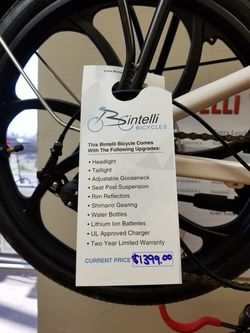 Bintelli
BICYCLES
This Bintelli Bicycle Comes
With The Following Upgrades:
• Headlight
• Taillight
• Adjustable Gooseneck
• Seat Post Suspension
• Rim Reflectors
• Shimano Gearing
• Water Bottles
• Lithium Ion Batteries
• UL Approved Charger
• Two Year Limited Warranty
CURRENT PRICE $1399.00